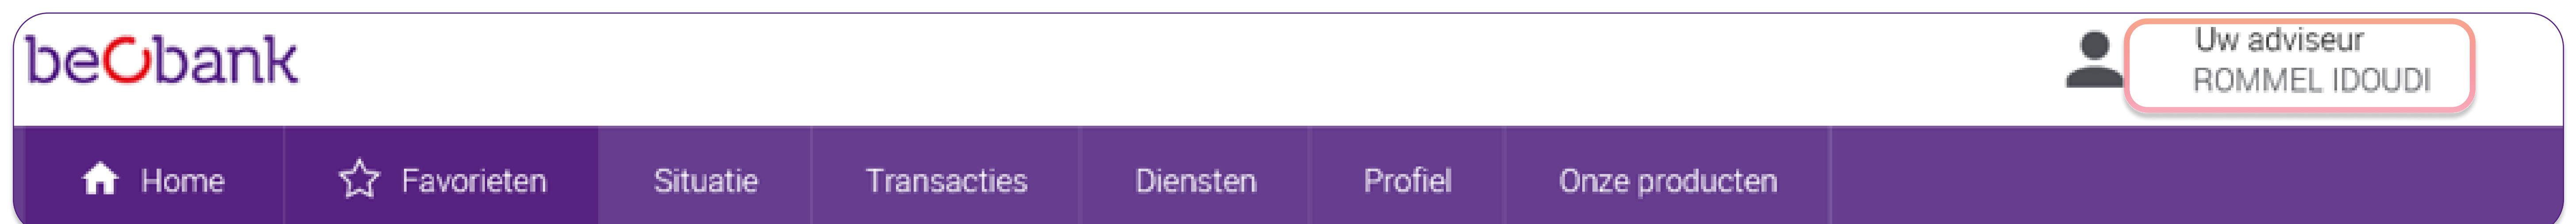 beobank
Uw adviseur
ROMMEL IDOUDI
Home
Favorieten
Situatie
Transacties
Diensten
Profiel
Onze producten